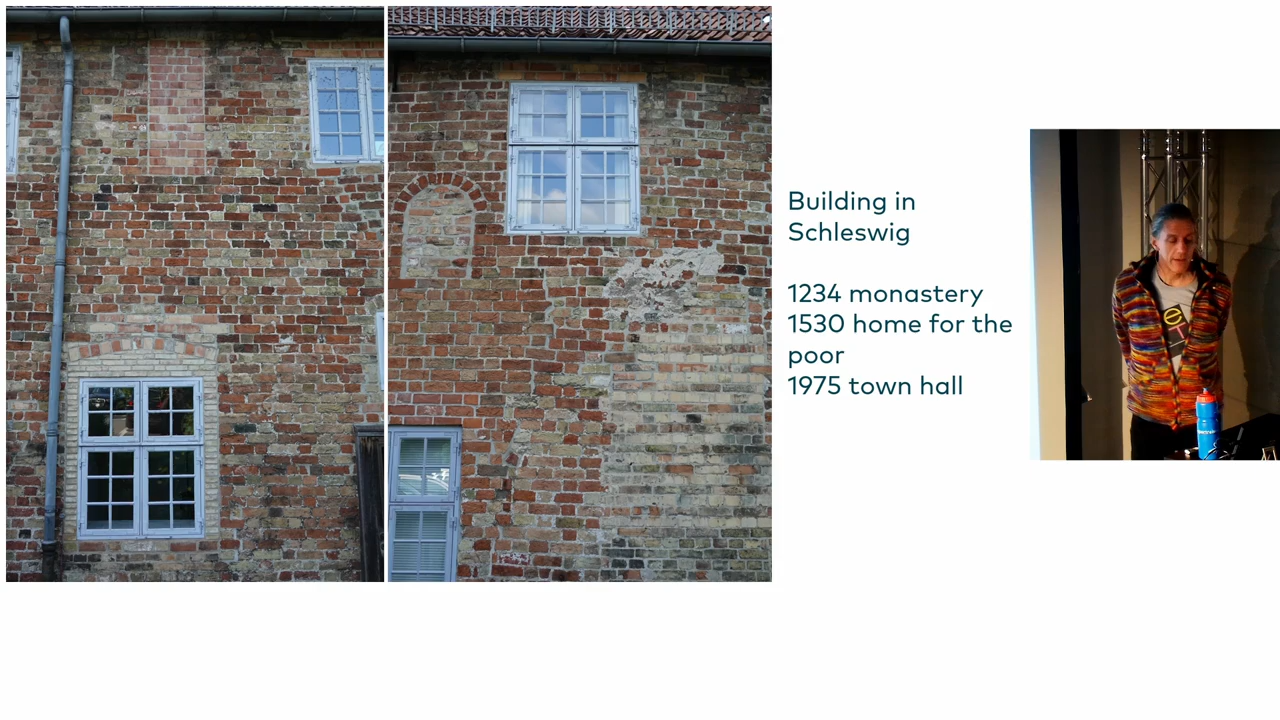 Building in
Schleswig
1234 monastery
1530 home for the
poor
1975 town hall